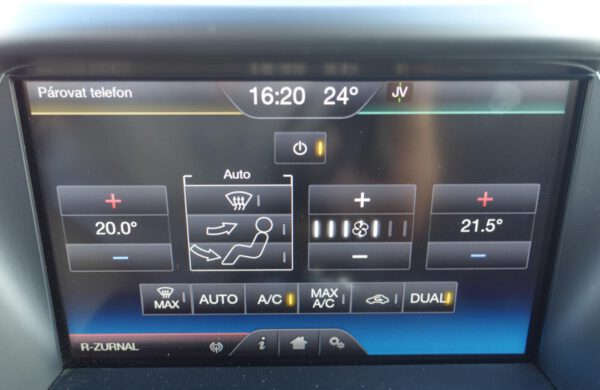 Párovat telefon
16:20 24° JV
Auto
20.0°
21.5°
MAX AUTO A/C MAX A/C DUAL
R-ZURNAL